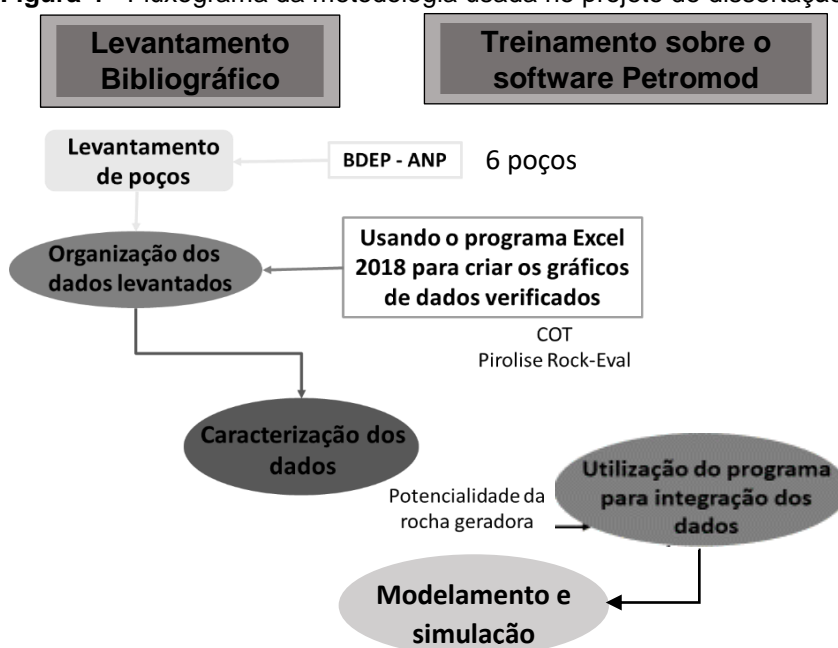 Figura 4 - Fluxograma da metodologia usada no projeto de dissertação
Levantamento
Bibliográfico
Treinamento sobre o
software Petromod
Levantamento
de poços
BDEP - ANP
6 poços
Organização dos
dados levantados
Usando o programa Excel
2018 para criar os gráficos
de dados verificados
COT
Pirolise Rock-Eval
Caracterização dos
dados
Potencialidade da
rocha geradora
Utilização do programa
para integração dos
dados
Modelamento e
simulação